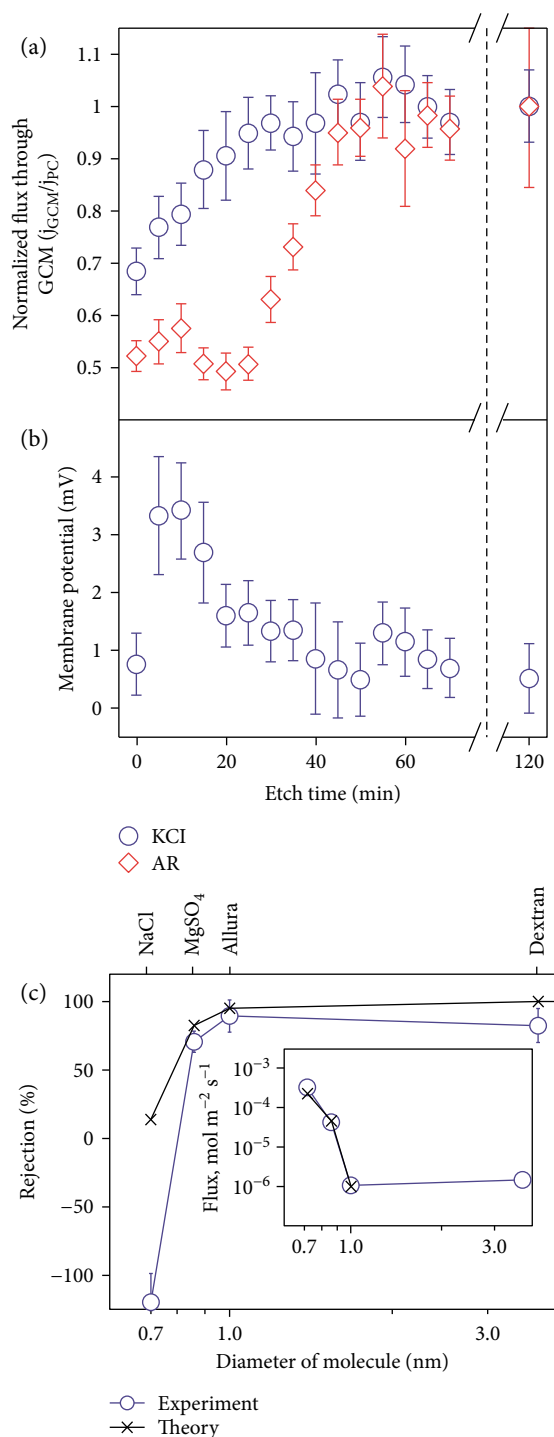 (a)
Normalized flux through
GCM (jGCM/jPC)
1.1
1
0.9
0.8
0.7
0.6
0.5
(b)
Membrane potential (mV)
4
3
2
1
0
0 20 40 60 120
Etch time (min)
KCI
AR
NaCl MgSO4 Allura Dextran
(c)
Rejection (%)
100
50
0
−50
−100
Flux, mol m−2 s−1
10−3
10−4
10−5
10−6
0.7 1.0 3.0
0.7 1.0 3.0
Diameter of molecule (nm)
Experiment
Theory